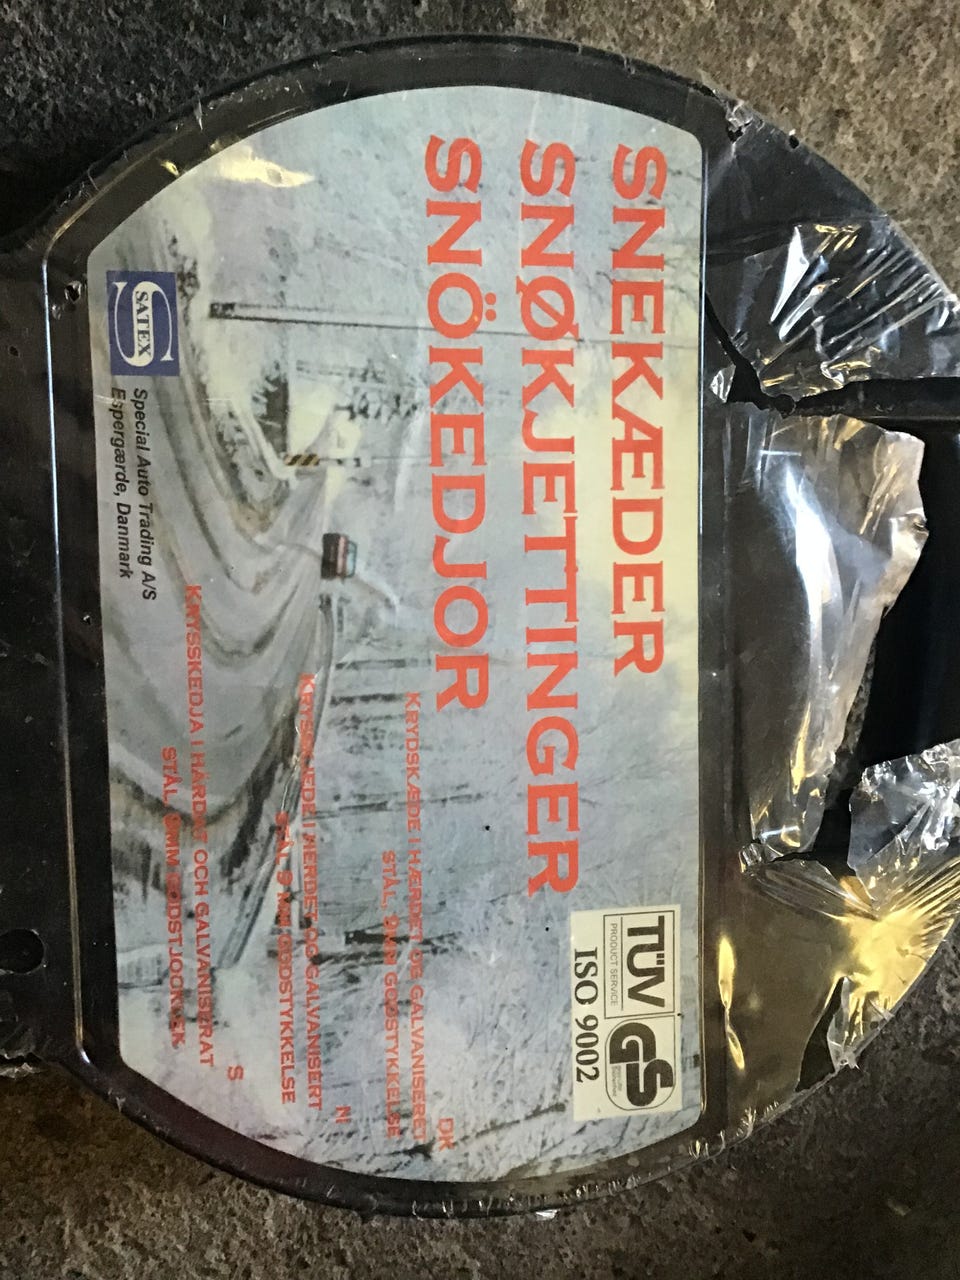 SNEKÆDER
SNØKJETTINGER
SNÖKEDJOR
TÜV
PRODUCT SERVICE
GS
ISO 9002
DK
KRYDSKÆDE I HÆRDET OG GALVANISERET
STÅL, 9MM GODSTYKKELSE
N
KRYSSKJEDE I HERDET OG GALVANISERT
STÅL 9 MM GODSTYKKELSE
S
KRYSSKEDJA I HÄRDAT OCH GALVANISERAT
STÅL, 9MM GODSTJOCKLEK
SATEX
Special Auto Trading A/S
Espergærde, Danmark